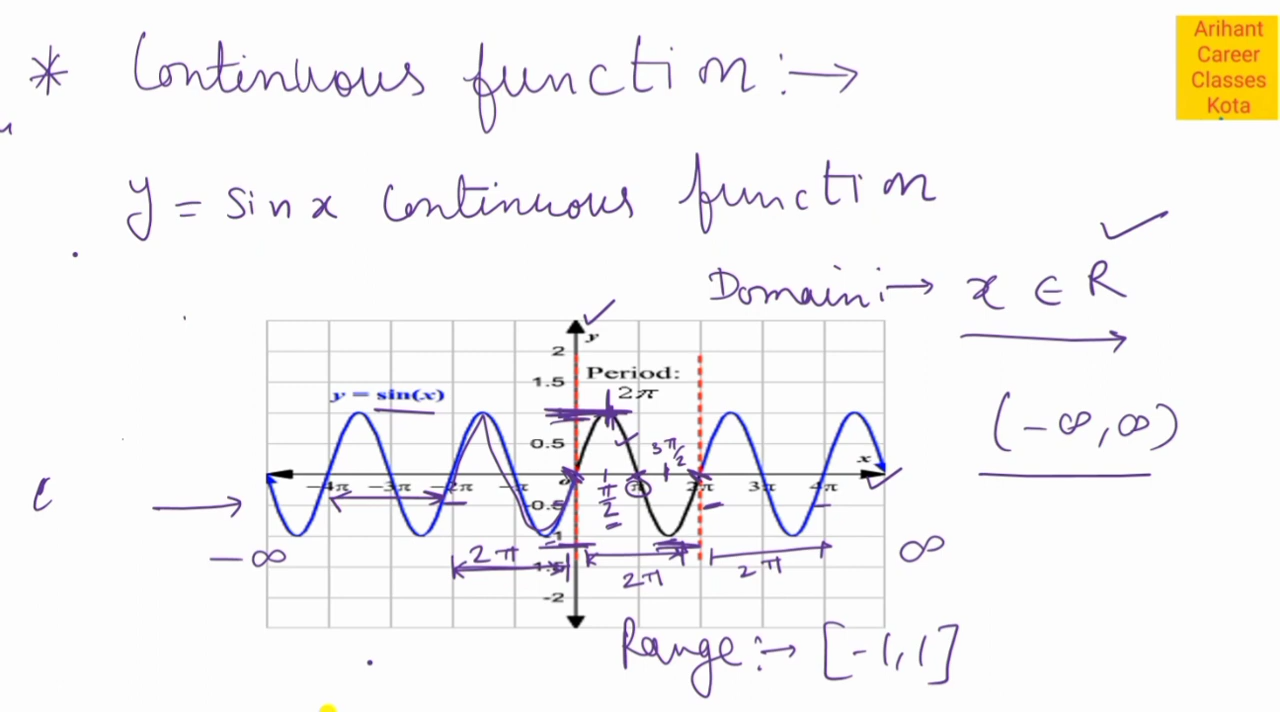 * Continuous function :→
Arihant
Career
Classes
Kota
y = sin x continuous function
Domain :→ x ∈ R
(-∞, ∞)
y
2
Period:
2π
1.5
y = sin(x)
0.5
3π/2
x
-4π -3π -2π -π 0 π/2 π 2π 3π 4π
-0.5
-1
-1.5
-2
-∞
2π
2π
2π
∞
Range :→ [-1, 1]